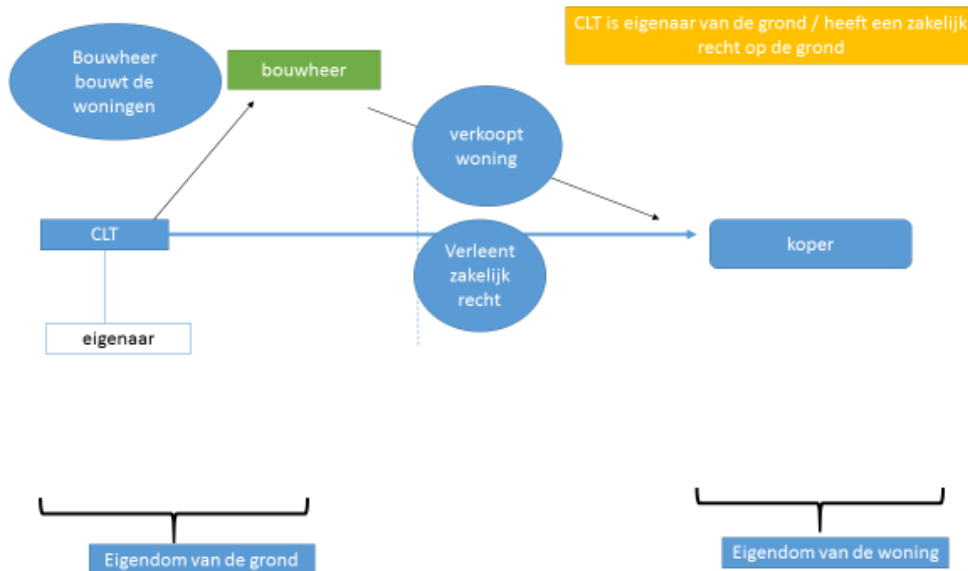 CLT is eigenaar van de grond / heeft een zakelijk
recht op de grond
Bouwheer
bouwt de
woningen
bouwheer
verkoopt
woning
CLT
Verleent
zakelijk
recht
koper
eigenaar
Eigendom van de grond
Eigendom van de woning